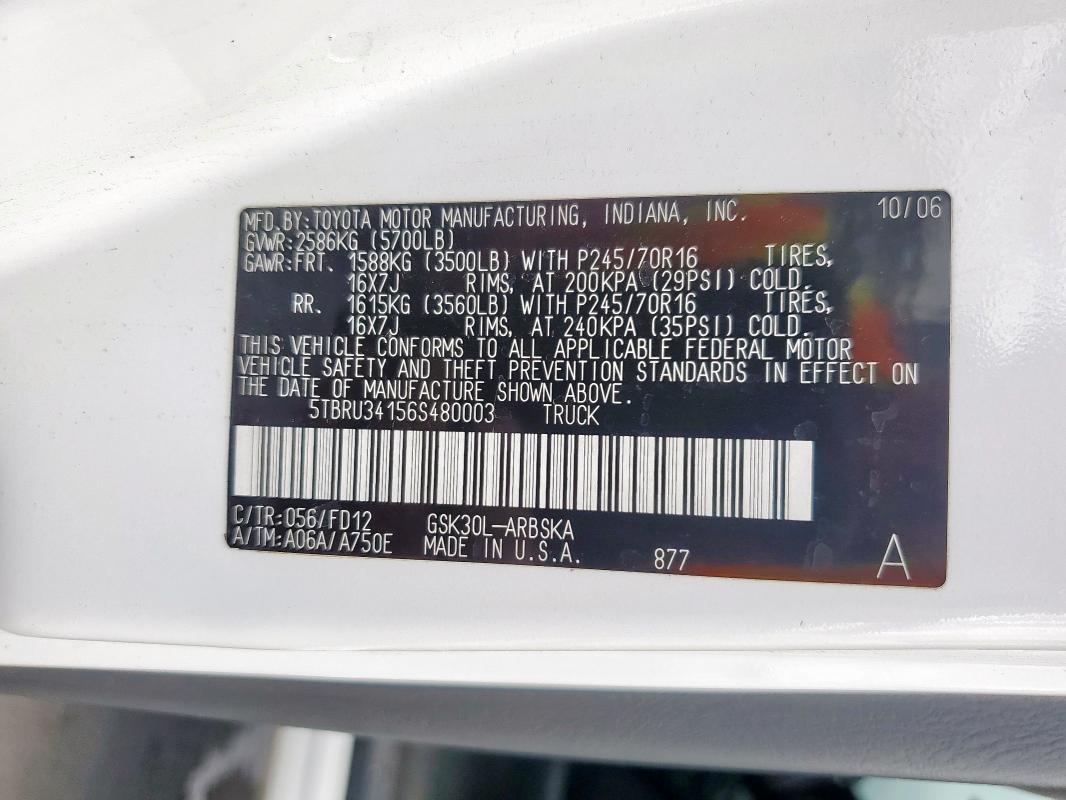 MFD.BY:TOYOTA MOTOR MANUFACTURING, INDIANA, INC. 10/06
GVWR:2586KG (5700LB)
GAWR:FRT. 1588KG (3500LB) WITH P245/70R16 TIRES,
16X7J RIMS, AT 200KPA (29PSI) COLD.
RR. 1615KG (3560LB) WITH P245/70R16 TIRES,
16X7J RIMS, AT 240KPA (35PSI) COLD.
THIS VEHICLE CONFORMS TO ALL APPLICABLE FEDERAL MOTOR
VEHICLE SAFETY AND THEFT PREVENTION STANDARDS IN EFFECT ON
THE DATE OF MANUFACTURE SHOWN ABOVE.
5TBRU34156S480003 TRUCK
C/TR:056/FD12 GSK30L-ARBSKA
A/TM:A06A/A750E MADE IN U.S.A. 877 A